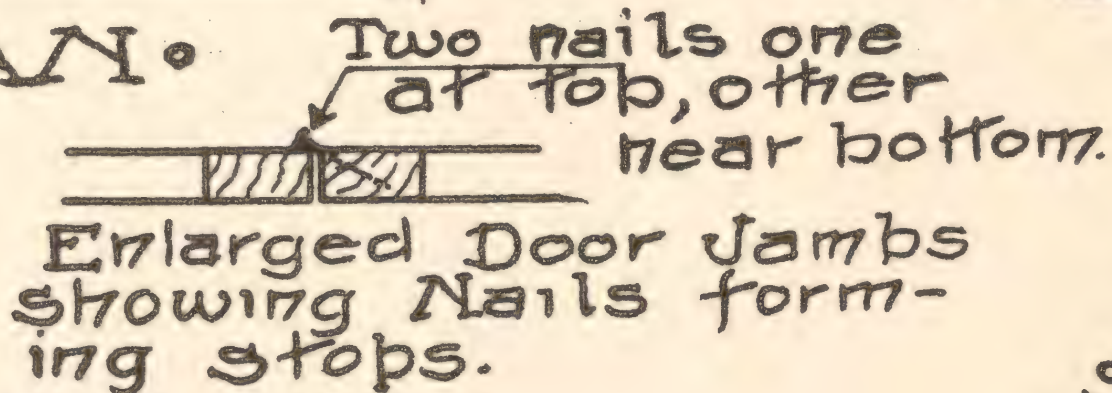 Two nails one
at top, other
near bottom.
Enlarged Door Jambs
showing Nails form-
ing stops.